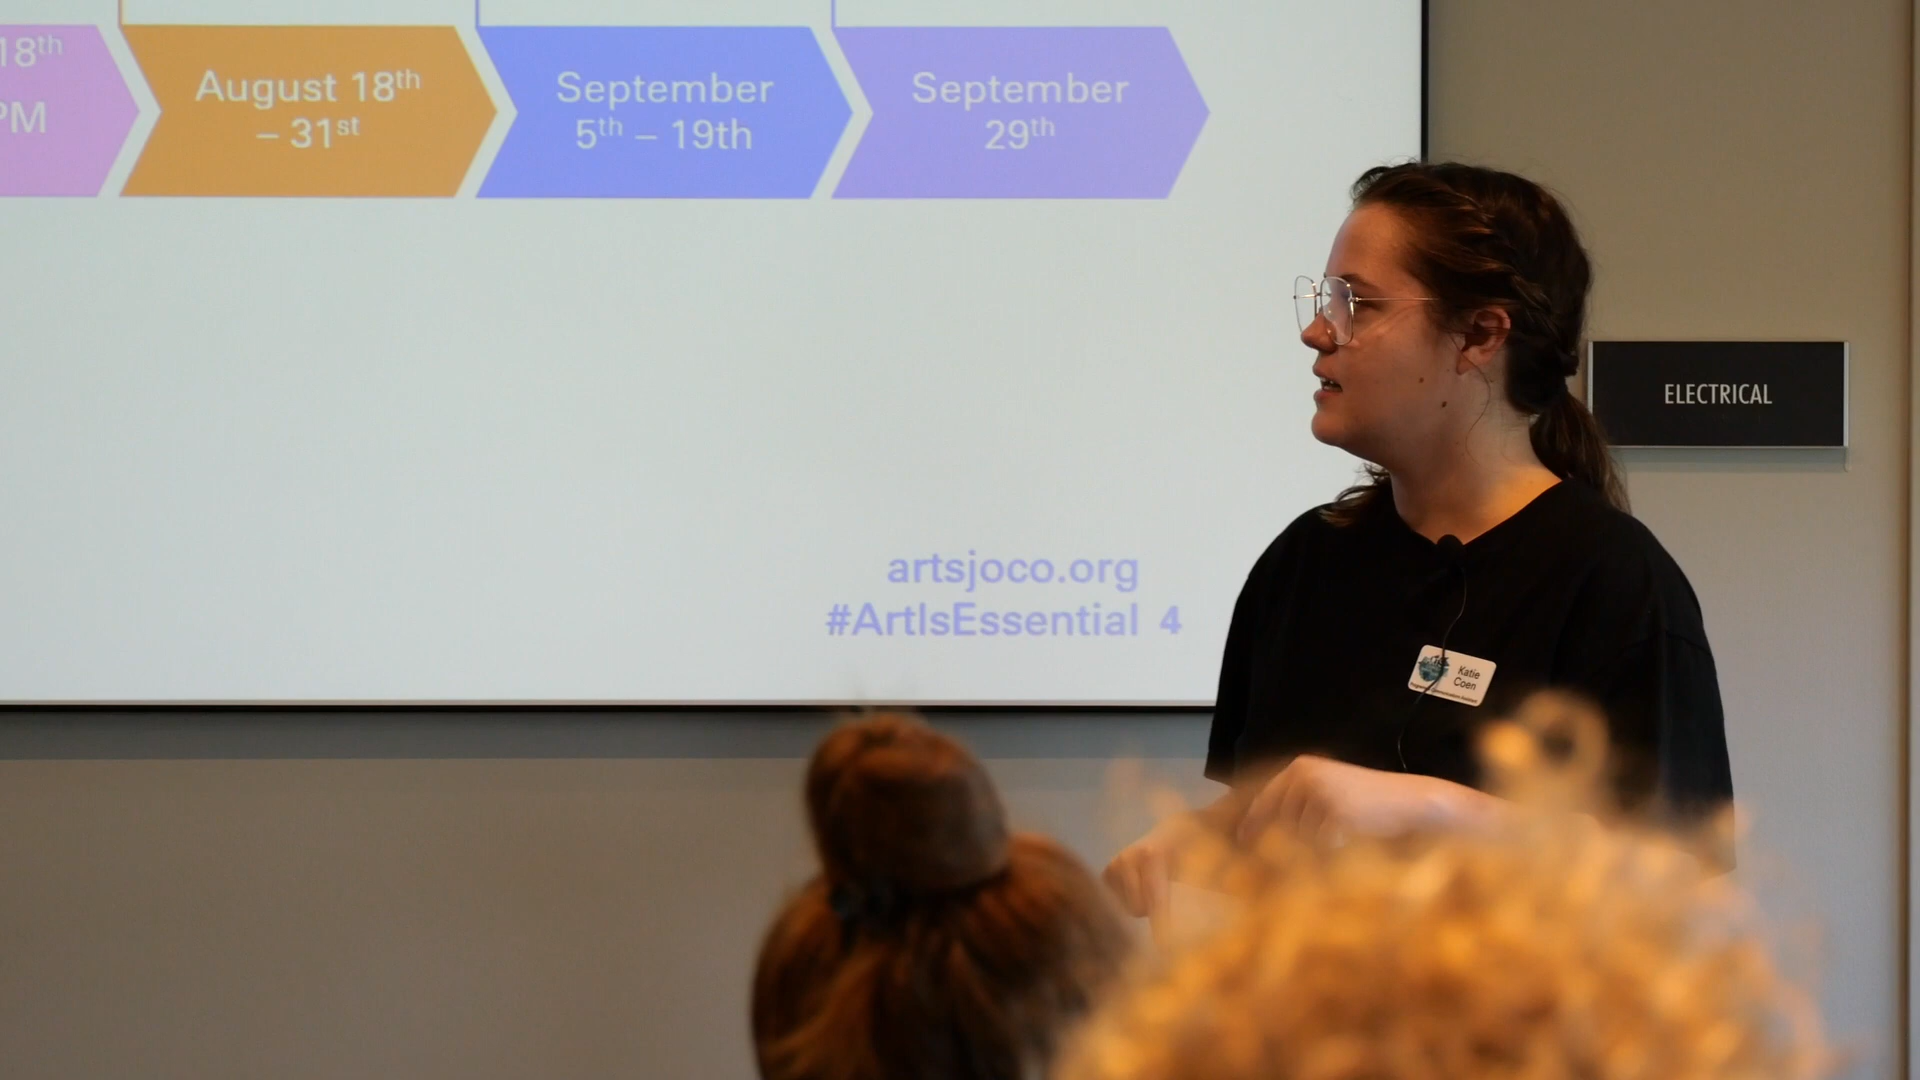 18th
PM
August 18th
– 31st
September
5th – 19th
September
29th
artsjoco.org
#ArtIsEssential 4
ELECTRICAL
Katie
Coen